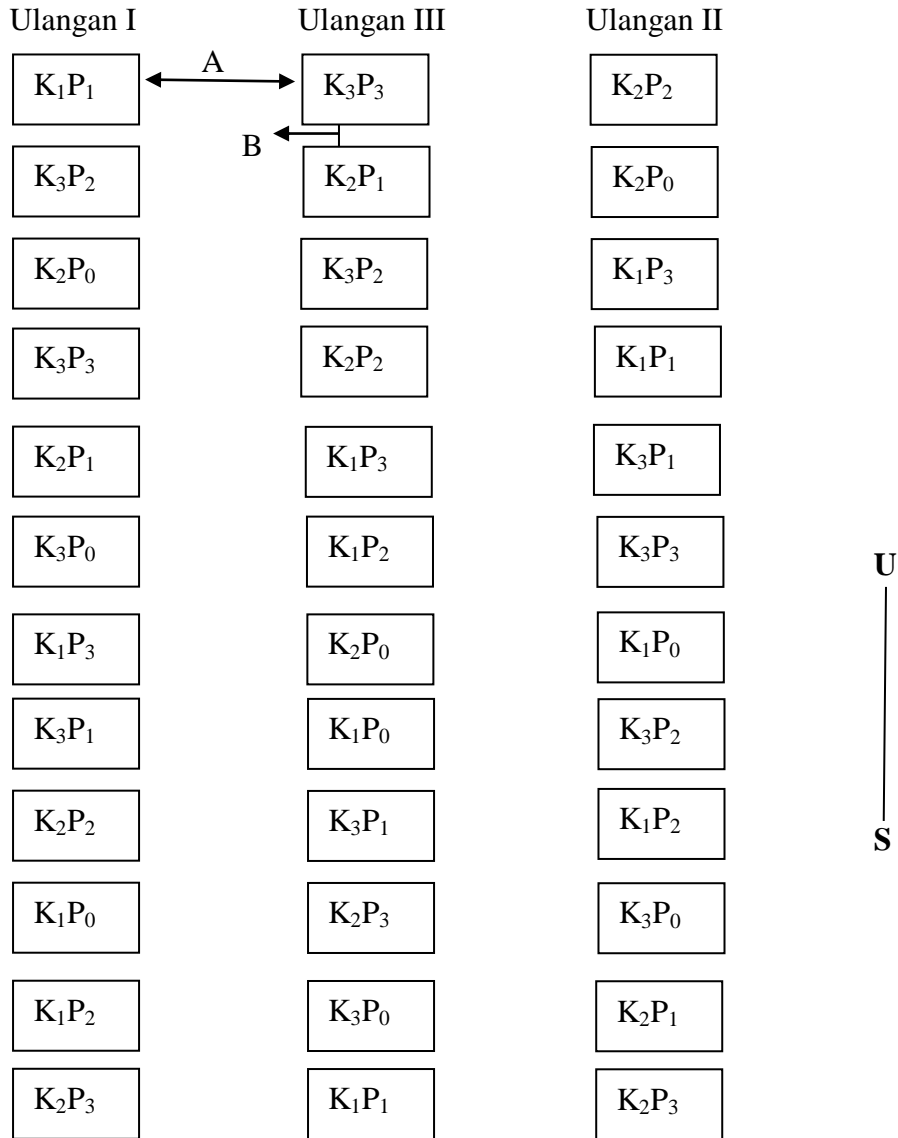 Ulangan I Ulangan III Ulangan II
K₁P₁ A K₃P₃ K₂P₂
B
K₃P₂ K₂P₁ K₂P₀
K₂P₀ K₃P₂ K₁P₃
K₃P₃ K₂P₂ K₁P₁
K₂P₁ K₁P₃ K₃P₁
K₃P₀ K₁P₂ K₃P₃
U
K₁P₃ K₂P₀ K₁P₀
K₃P₁ K₁P₀ K₃P₂
K₂P₂ K₃P₁ K₁P₂
S
K₁P₀ K₂P₃ K₃P₀
K₁P₂ K₃P₀ K₂P₁
K₂P₃ K₁P₁ K₂P₃